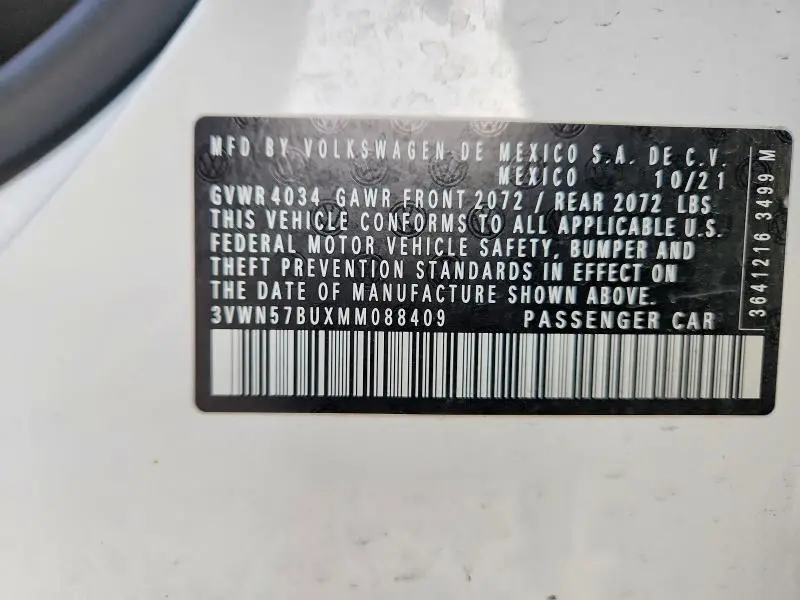 MFD BY VOLKSWAGEN DE MEXICO S.A. DE C.V.
MEXICO 10/21
GVWR 4034 GAWR FRONT 2072 / REAR 2072 LBS
THIS VEHICLE CONFORMS TO ALL APPLICABLE U.S.
FEDERAL MOTOR VEHICLE SAFETY, BUMPER AND
THEFT PREVENTION STANDARDS IN EFFECT ON
THE DATE OF MANUFACTURE SHOWN ABOVE.
3VWN57BUXMM088409 PASSENGER CAR
3641216 3499 M